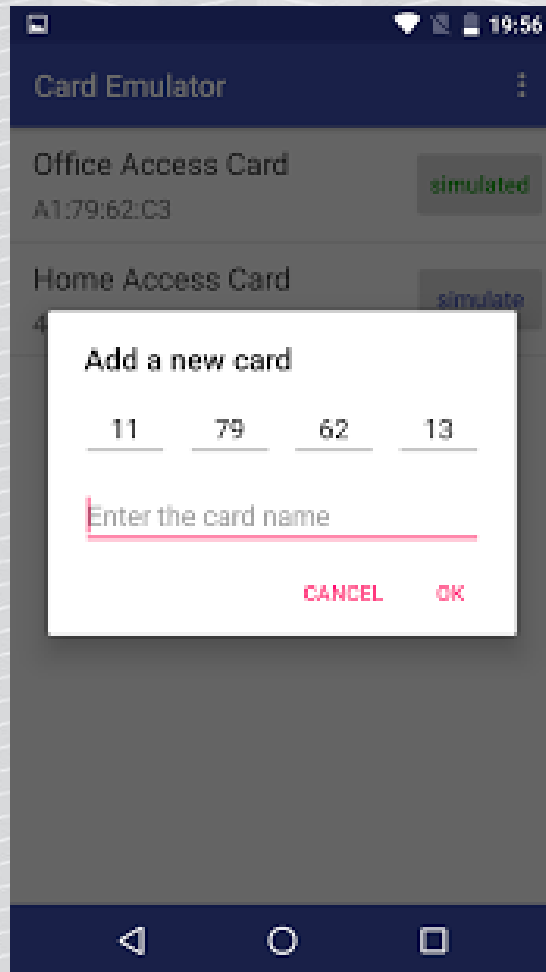 19:56
Card Emulator
Office Access Card
simulated
A1:79:62:C3
Home Access Card
simulate
4
Add a new card
11 79 62 13
Enter the card name
CANCEL OK